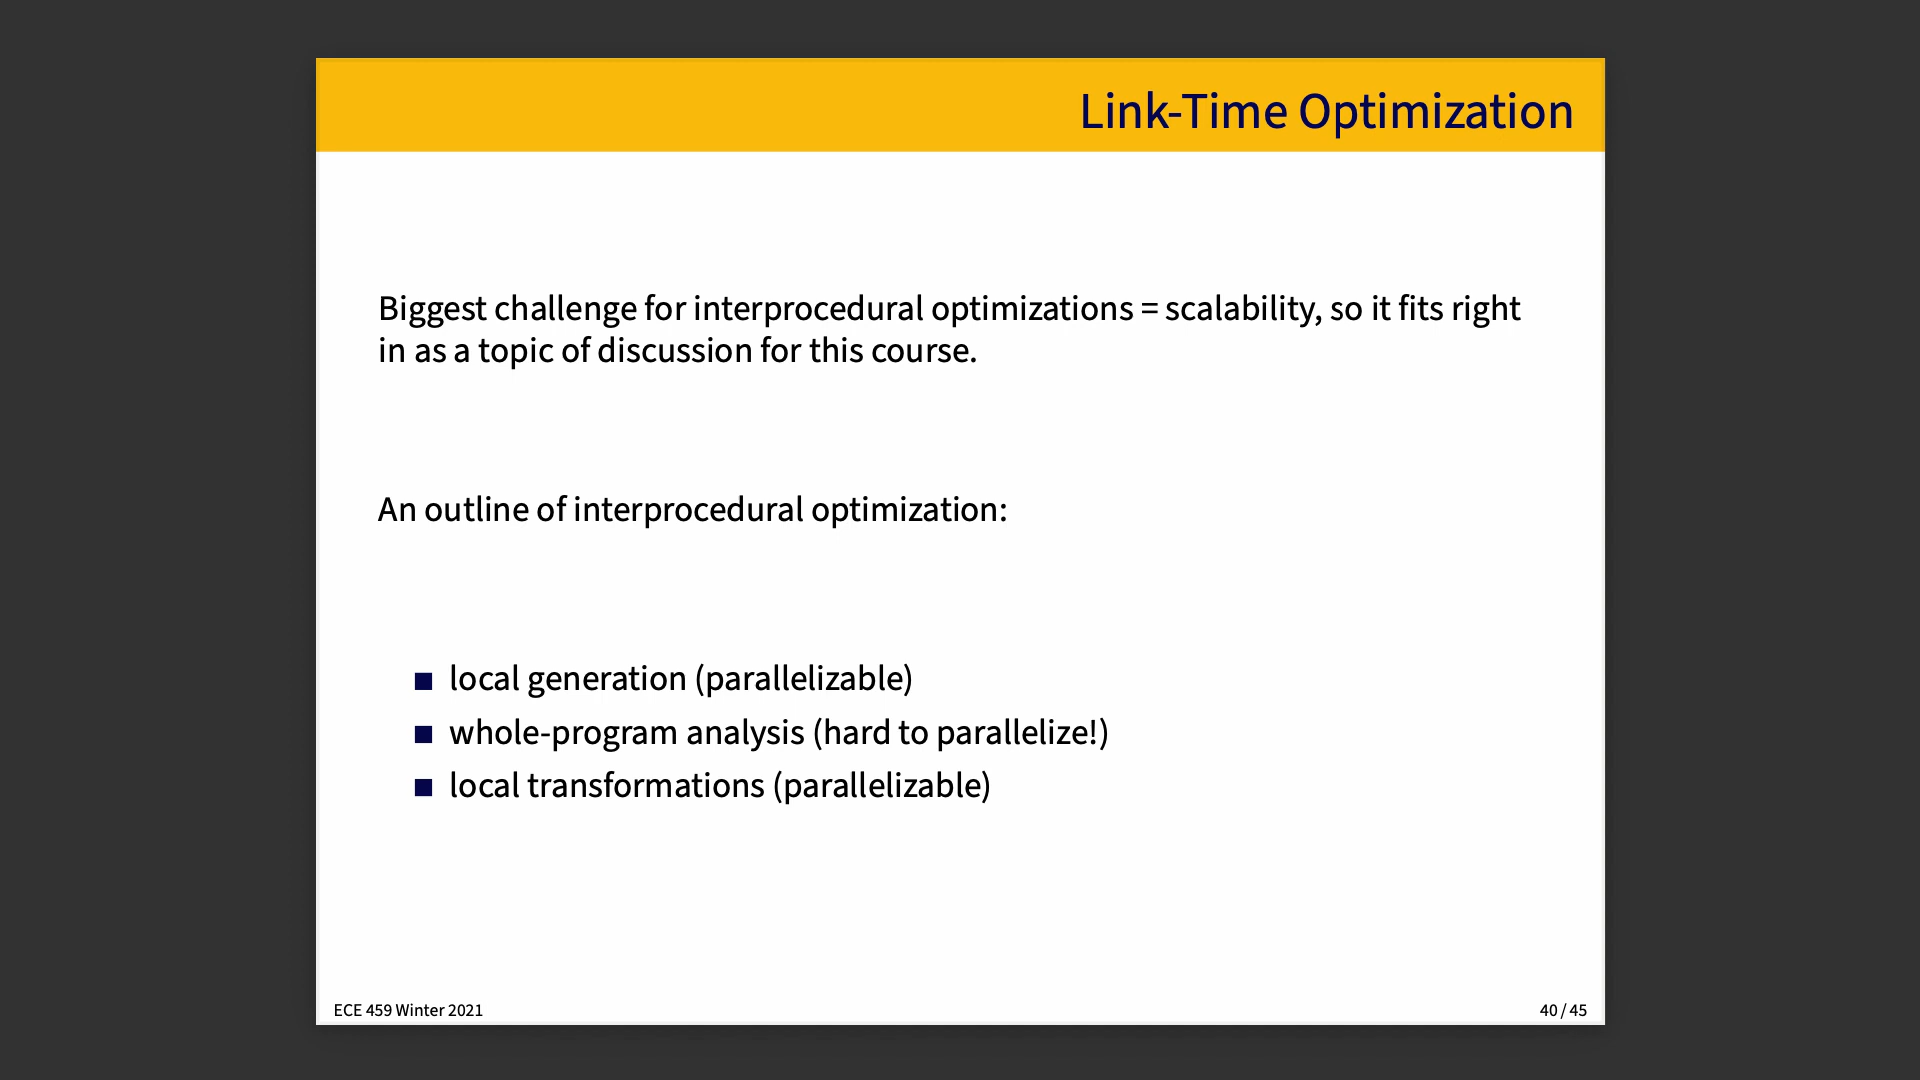 Link-Time Optimization
Biggest challenge for interprocedural optimizations = scalability, so it fits right
in as a topic of discussion for this course.
An outline of interprocedural optimization:
local generation (parallelizable)
whole-program analysis (hard to parallelize!)
local transformations (parallelizable)
ECE 459 Winter 2021
40 / 45